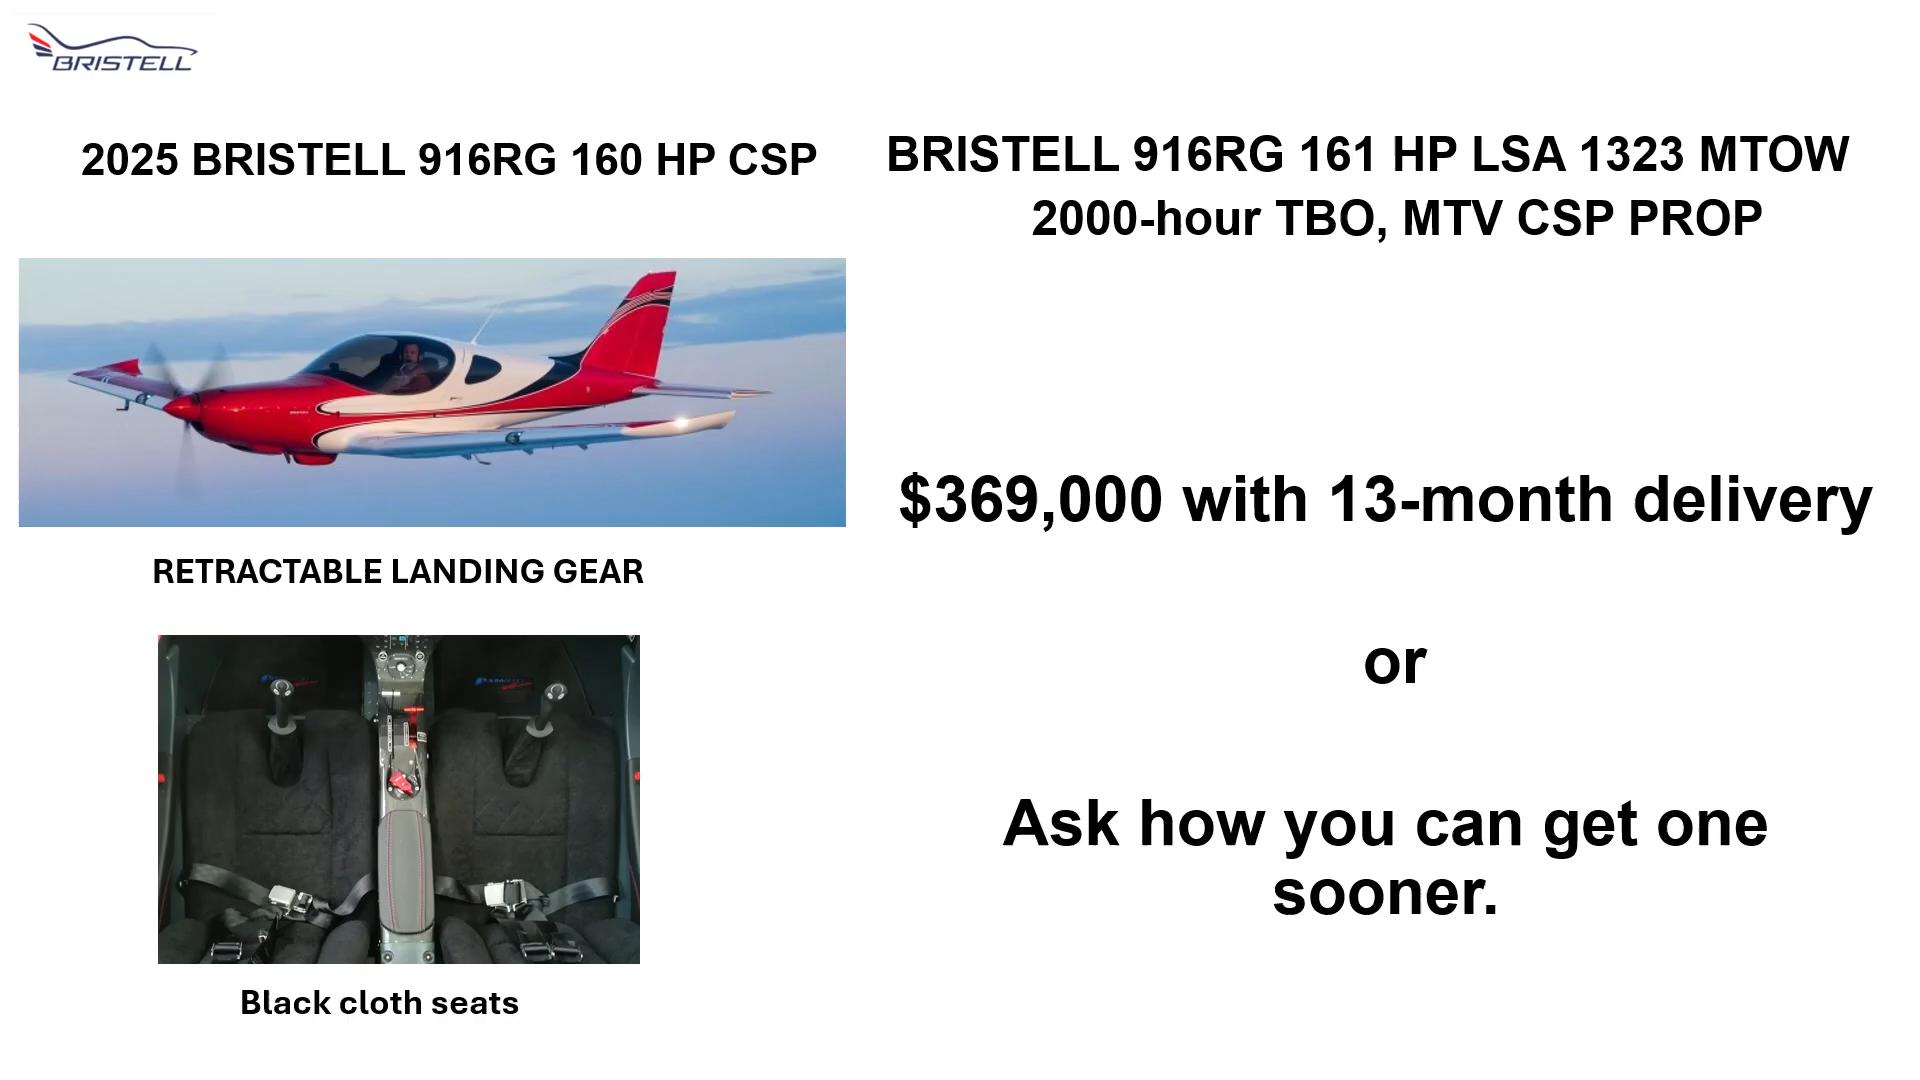 BRISTELL
2025 BRISTELL 916RG 160 HP CSP
RETRACTABLE LANDING GEAR
Black cloth seats
BRISTELL 916RG 161 HP LSA 1323 MTOW
2000-hour TBO, MTV CSP PROP
$369,000 with 13-month delivery
or
Ask how you can get one
sooner.